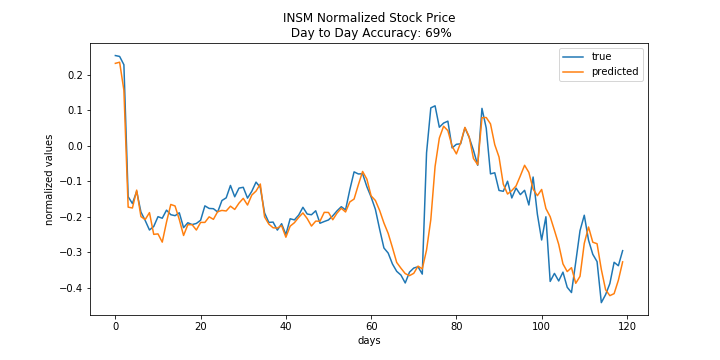 INSM Normalized Stock Price
Day to Day Accuracy: 69%
true
predicted
normalized values
0.2
0.1
0.0
−0.1
−0.2
−0.3
−0.4
0 20 40 60 80 100 120
days